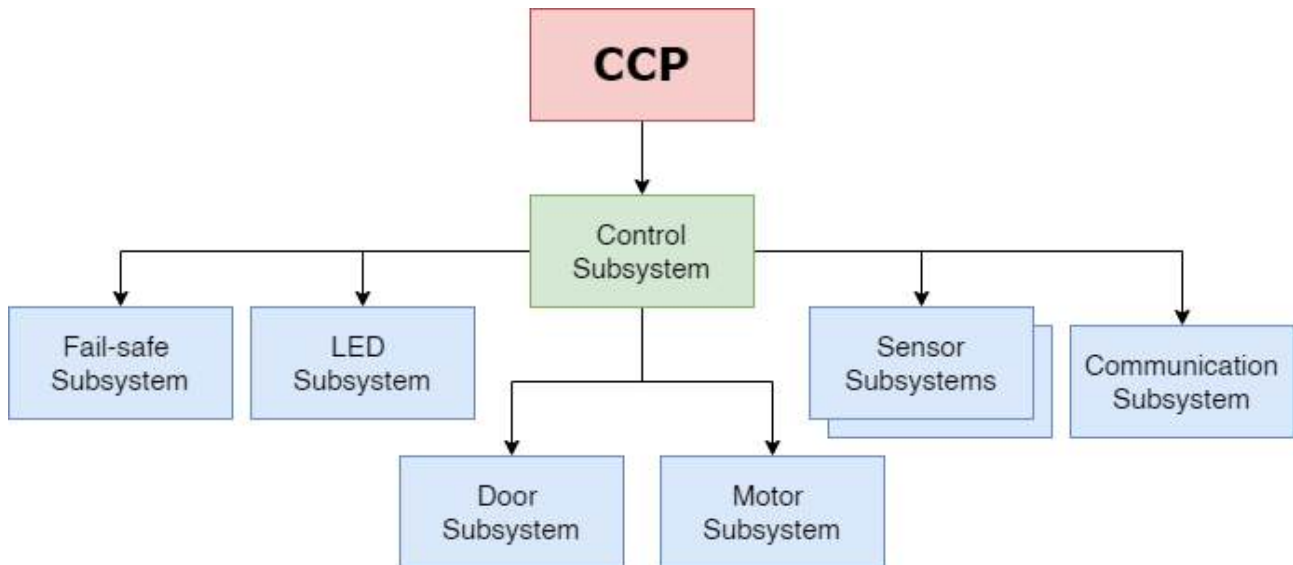 CCP
Control
Subsystem
Fail-safe
Subsystem
LED
Subsystem
Sensor
Subsystems
Communication
Subsystem
Door
Subsystem
Motor
Subsystem